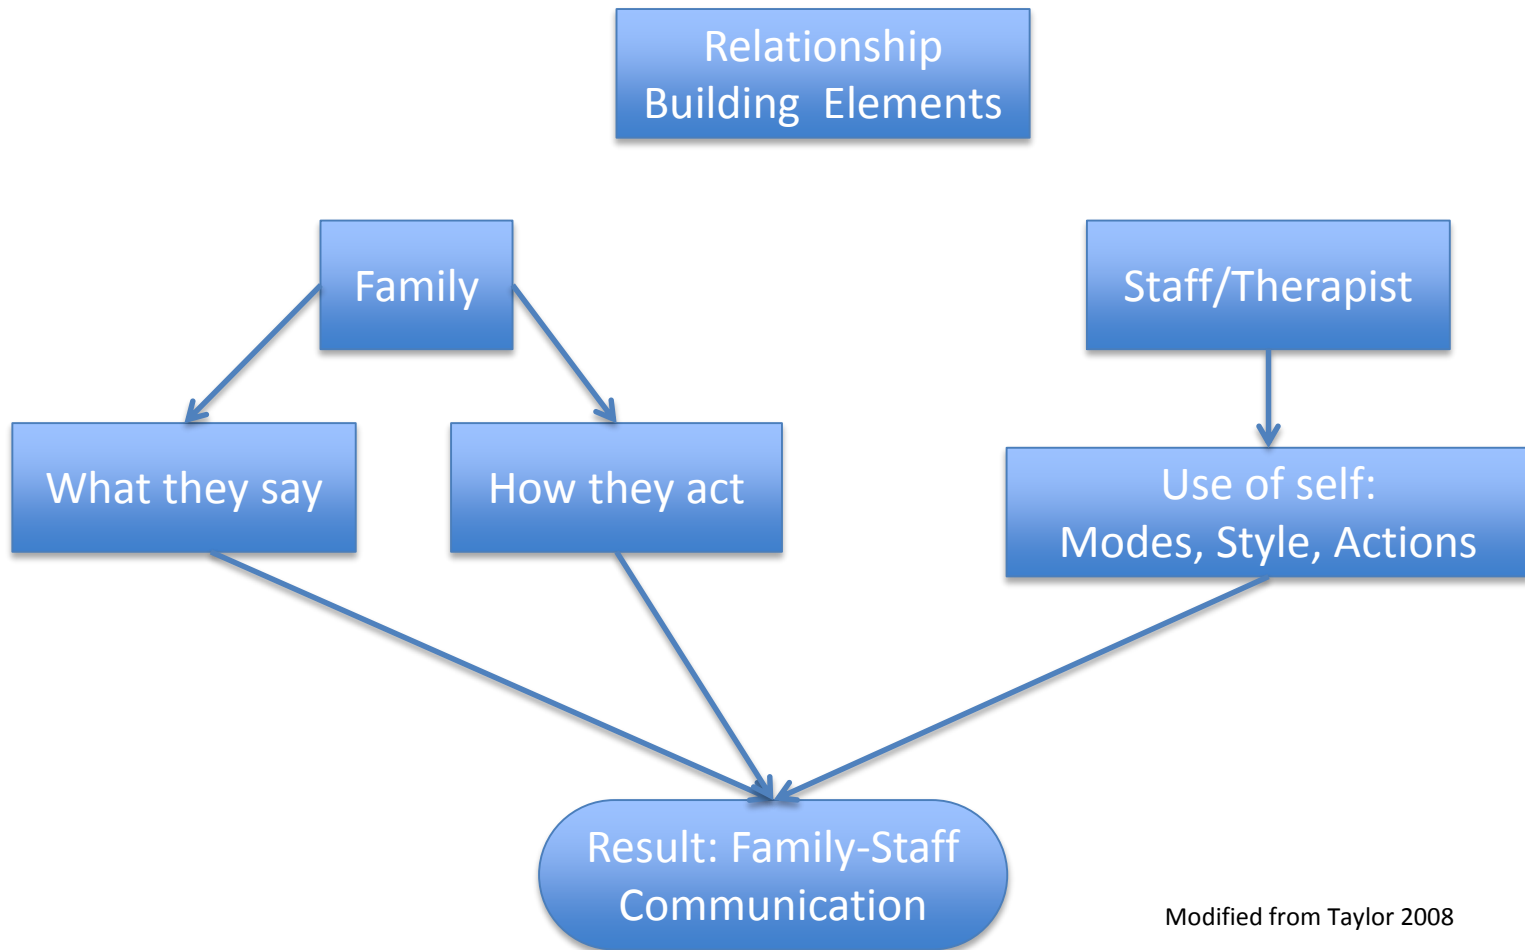 Relationship
Building  Elements
Family
Staff/Therapist
What they say
How they act
Use of self:
Modes, Style, Actions
Result: Family-Staff
Communication
Modified from Taylor 2008